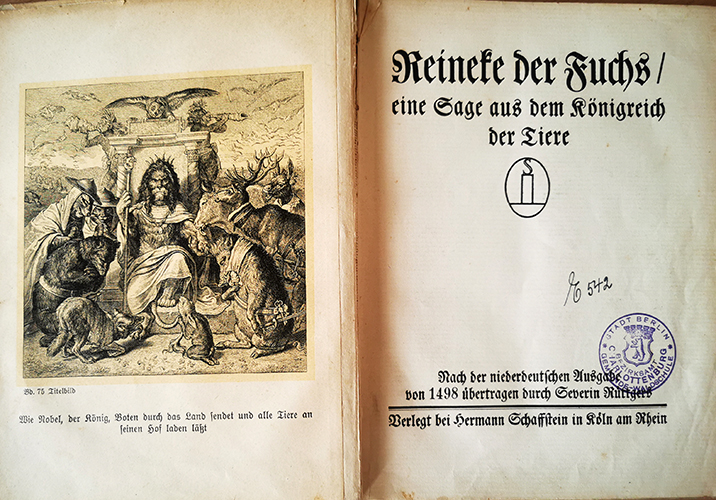 Bd. 75 Titelbild
Wie Nobel, der König, Boten durch das Land sendet und alle Tiere an
seinen Hof laden läßt
Reineke der Fuchs/
eine Sage aus dem Königreich
der Tiere
542
STADT BERLIN
BEZIRKSAMT
CHARLOTTENBURG
Nach der niederdeutschen Ausgabe
von 1498 übertragen durch Severin Rüttgers
Verlegt bei Hermann Schaffstein in Köln am Rhein